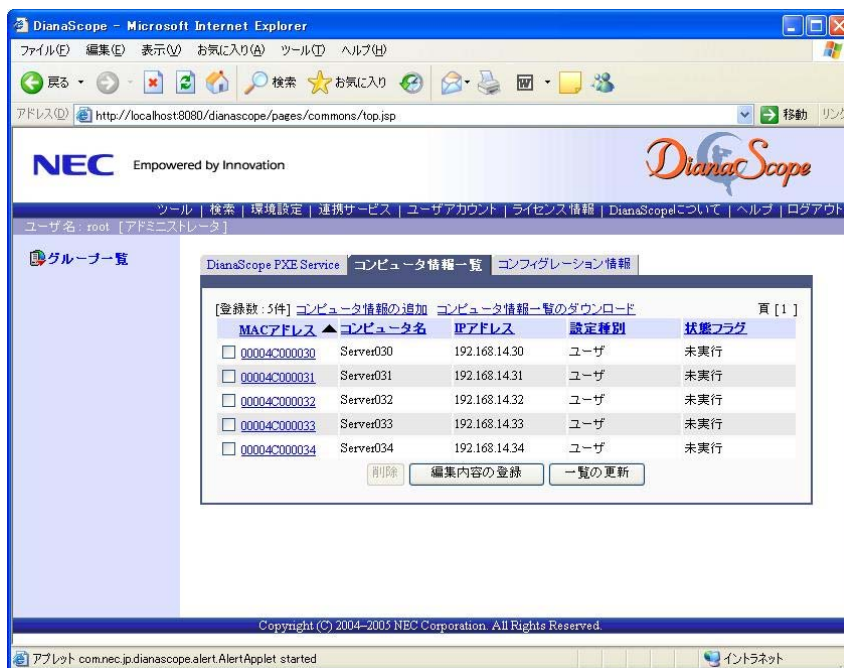 DianaScope - Microsoft Internet Explorer
ファイル(F) 編集(E) 表示(V) お気に入り(A) ツール(T) ヘルプ(H)
戻る 検索 お気に入り
アドレス(D) http://localhost:8080/dianascope/pages/commons/top.jsp 移動 リンク
NEC Empowered by Innovation DianaScope
ツール | 検索 | 環境設定 | 連携サービス | ユーザアカウント | ライセンス情報 | DianaScopeについて | ヘルプ | ログアウト
ユーザ名 : root [アドミニストレータ]
グループ一覧
DianaScope PXE Service コンピュータ情報一覧 コンフィグレーション情報
[登録数 : 5件] コンピュータ情報の追加 コンピュータ情報一覧のダウンロード 頁 [1 ]
MACアドレス ▲ コンピュータ名 IPアドレス 設定種別 状態フラグ
00004C000030 Server030 192.168.14.30 ユーザ 未実行
00004C000031 Server031 192.168.14.31 ユーザ 未実行
00004C000032 Server032 192.168.14.32 ユーザ 未実行
00004C000033 Server033 192.168.14.33 ユーザ 未実行
00004C000034 Server034 192.168.14.34 ユーザ 未実行
削除 編集内容の登録 一覧の更新
Copyright (C) 2004-2005 NEC Corporation. All Rights Reserved.
アプレット com.nec.jp.dianascope.alert.AlertApplet started イントラネット